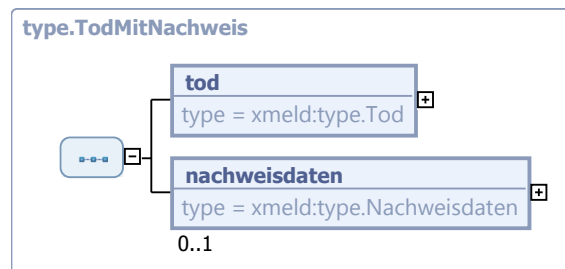 type.TodMitNachweis
tod
type = xmeld:type.Tod
nachweisdaten
type = xmeld:type.Nachweisdaten
0..1